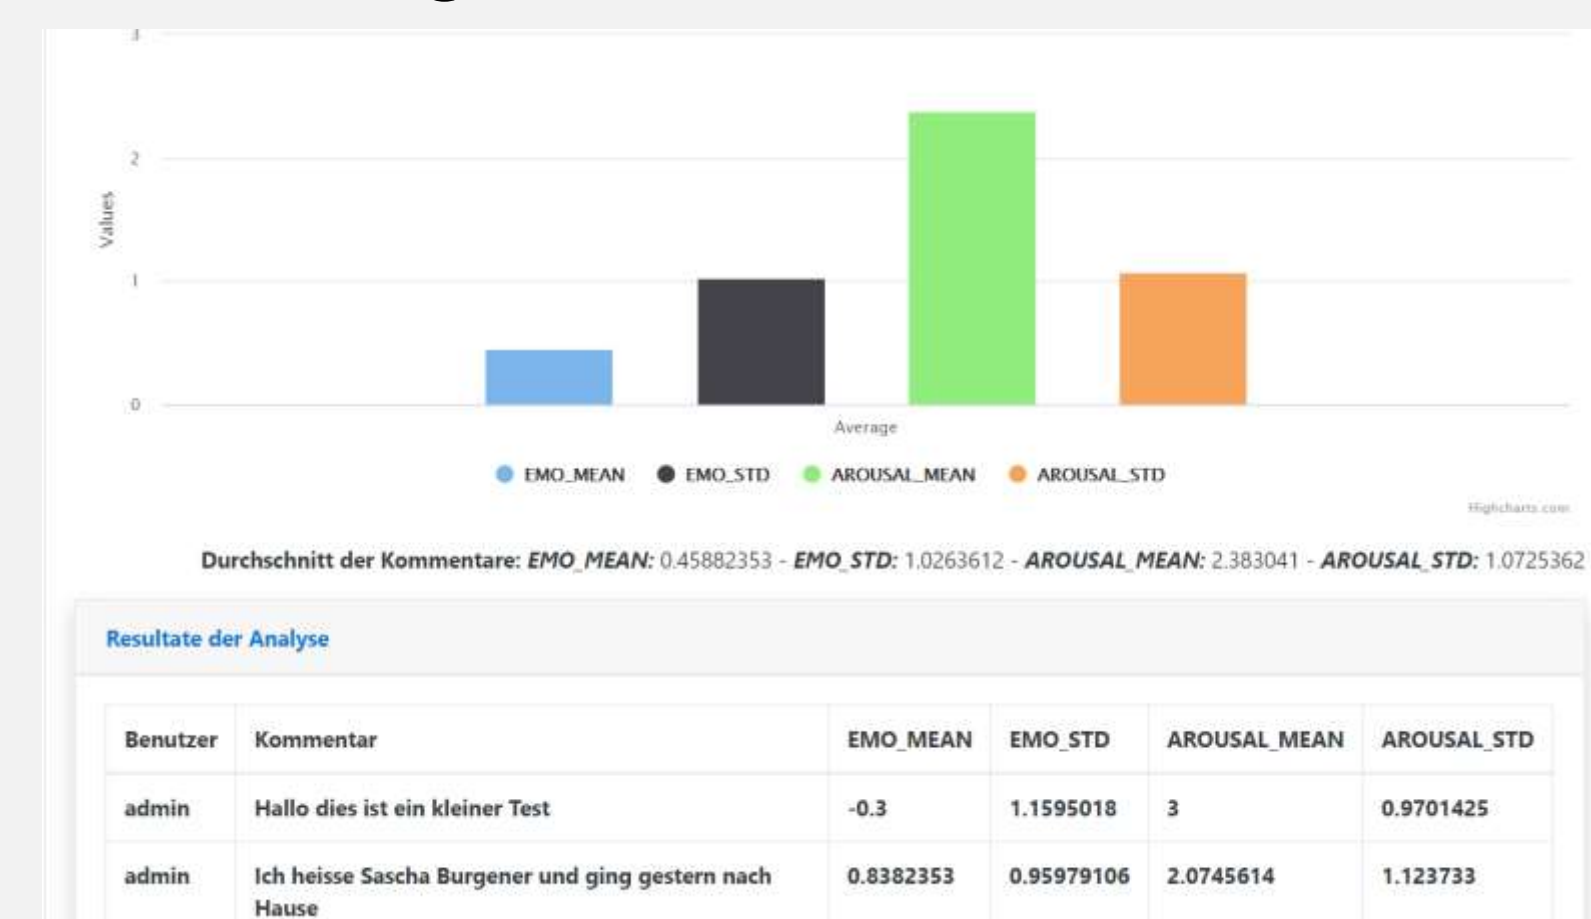 3
2
Values
1
0
Average
EMO_MEAN EMO_STD AROUSAL_MEAN AROUSAL_STD
Highcharts.com
Durchschnitt der Kommentare: EMO_MEAN: 0.45882353 - EMO_STD: 1.0263612 - AROUSAL_MEAN: 2.383041 - AROUSAL_STD: 1.0725362
Resultate der Analyse
Benutzer Kommentar EMO_MEAN EMO_STD AROUSAL_MEAN AROUSAL_STD
admin Hallo dies ist ein kleiner Test -0.3 1.1595018 3 0.9701425
admin Ich heisse Sascha Burgener und ging gestern nach 0.8382353 0.95979106 2.0745614 1.123733
Hause